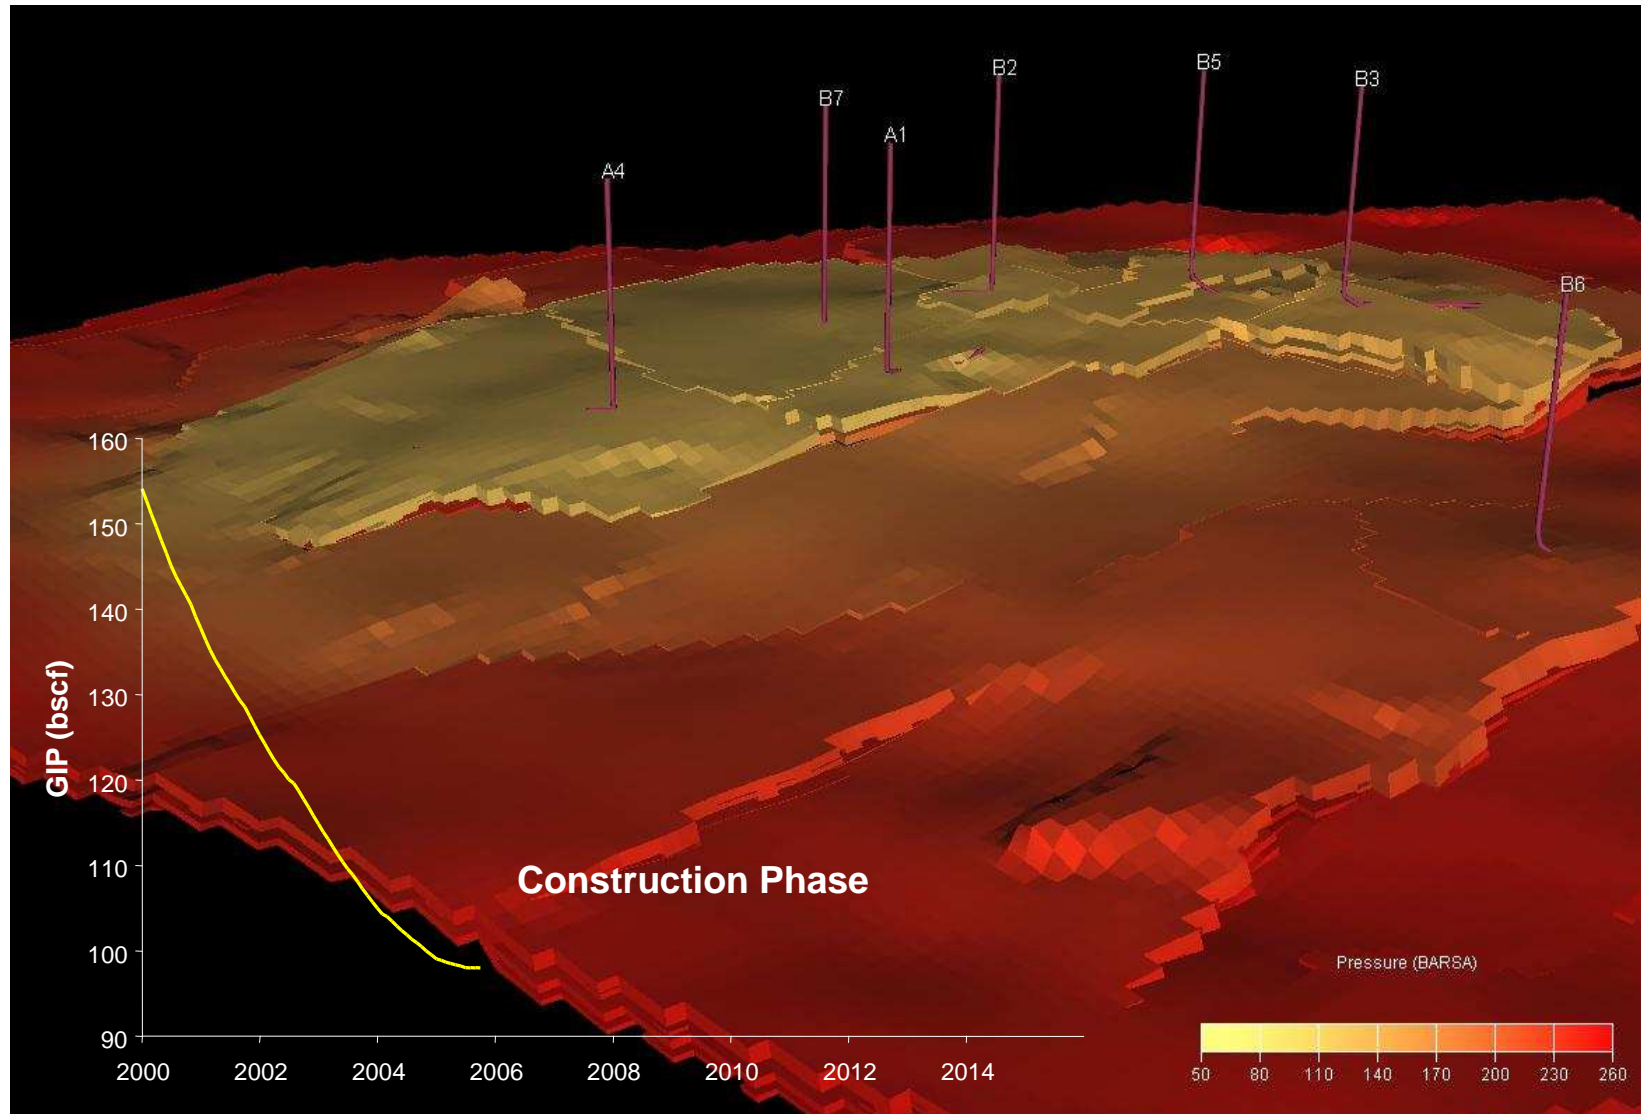 B2
B5
B3
B7
A1
A4
B6
160
150
140
130
120
110
100
90
GIP (bscf)
Construction Phase
2000 2002 2004 2006 2008 2010 2012 2014
Pressure (BARSA)
50 80 110 140 170 200 230 260